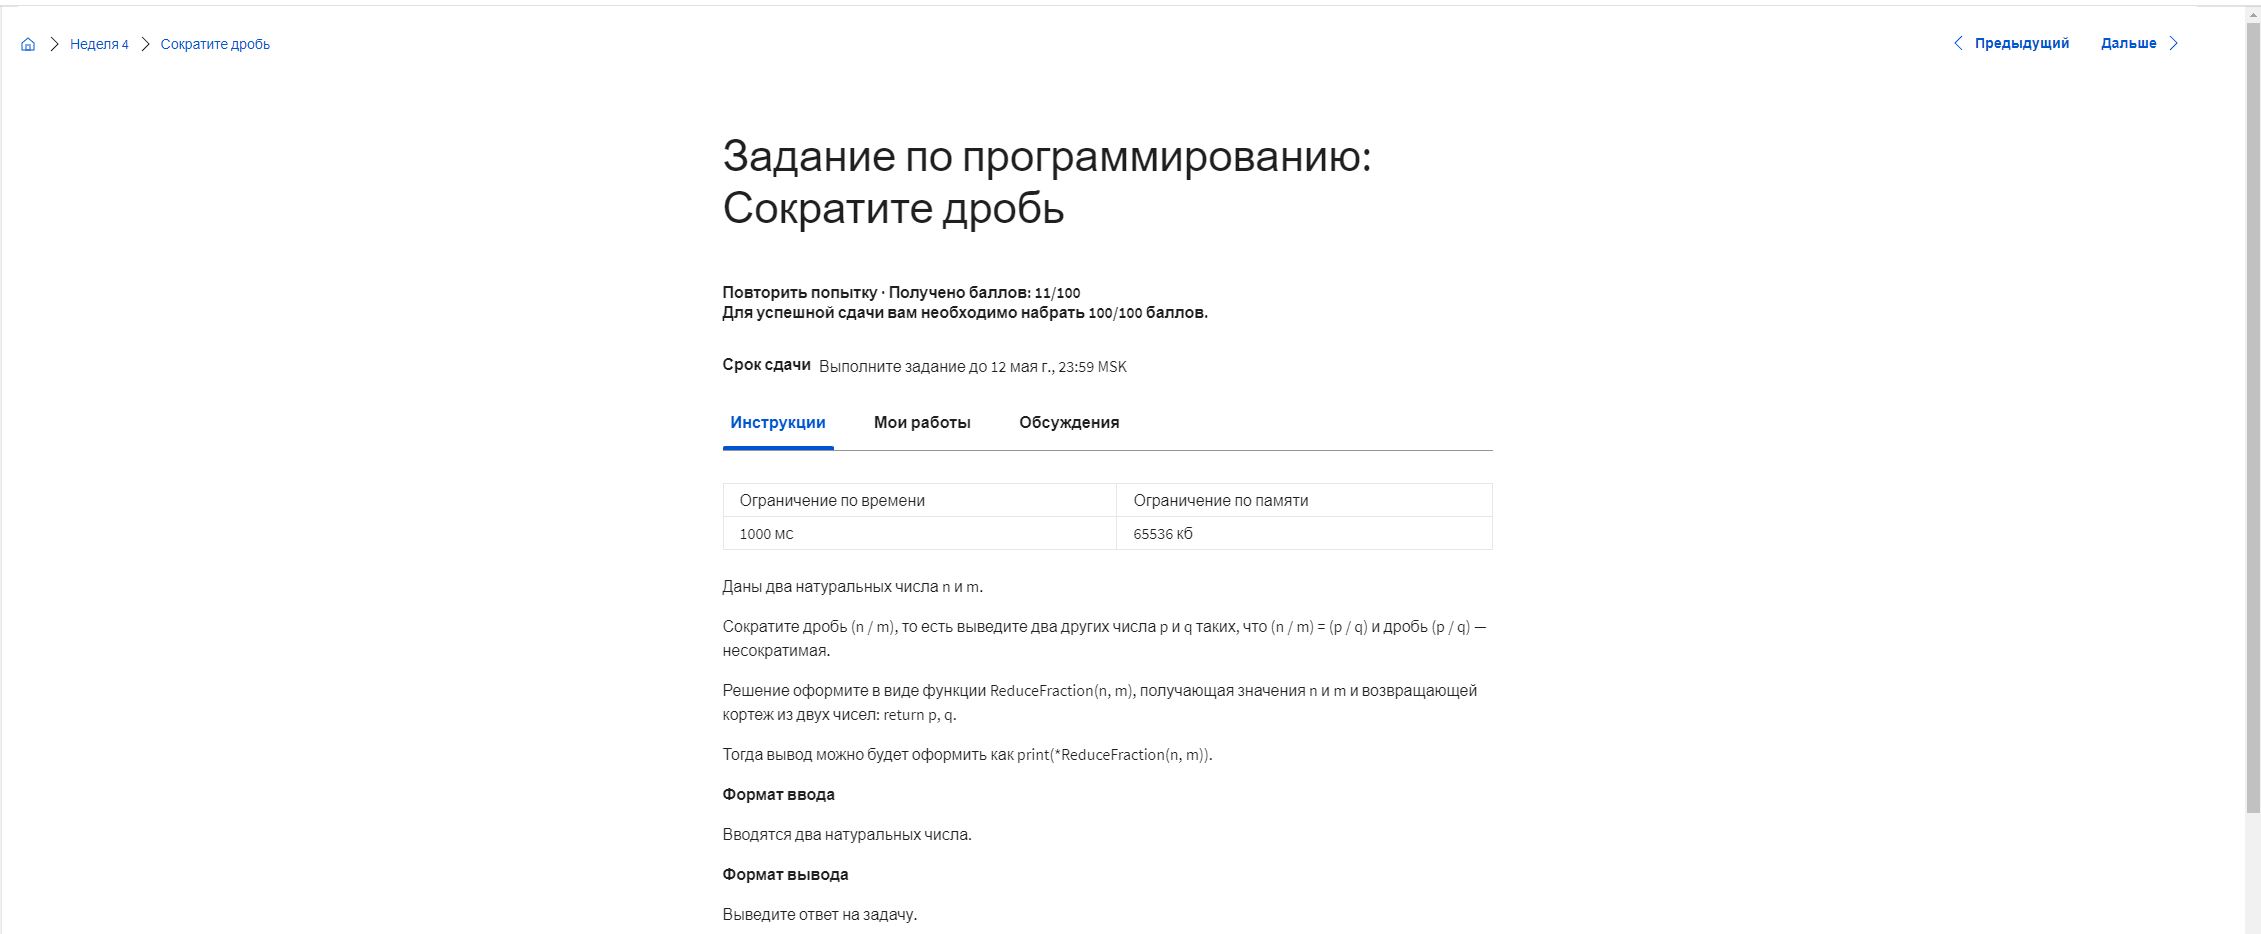 Неделя 4
Сократите дробь
Предыдущий
Дальше
Задание по программированию:
Сократите дробь
Повторить попытку · Получено баллов: 11/100
Для успешной сдачи вам необходимо набрать 100/100 баллов.
Срок сдачи Выполните задание до 12 мая г., 23:59 MSK
Инструкции
Мои работы
Обсуждения
Ограничение по времени
Ограничение по памяти
1000 мс
65536 кб
Даны два натуральных числа n и m.
Сократите дробь (n / m), то есть выведите два других числа p и q таких, что (n / m) = (p / q) и дробь (p / q) —
несократимая.
Решение оформите в виде функции ReduceFraction(n, m), получающая значения n и m и возвращающей
кортеж из двух чисел: return p, q.
Тогда вывод можно будет оформить как print(*ReduceFraction(n, m)).
Формат ввода
Вводятся два натуральных числа.
Формат вывода
Выведите ответ на задачу.